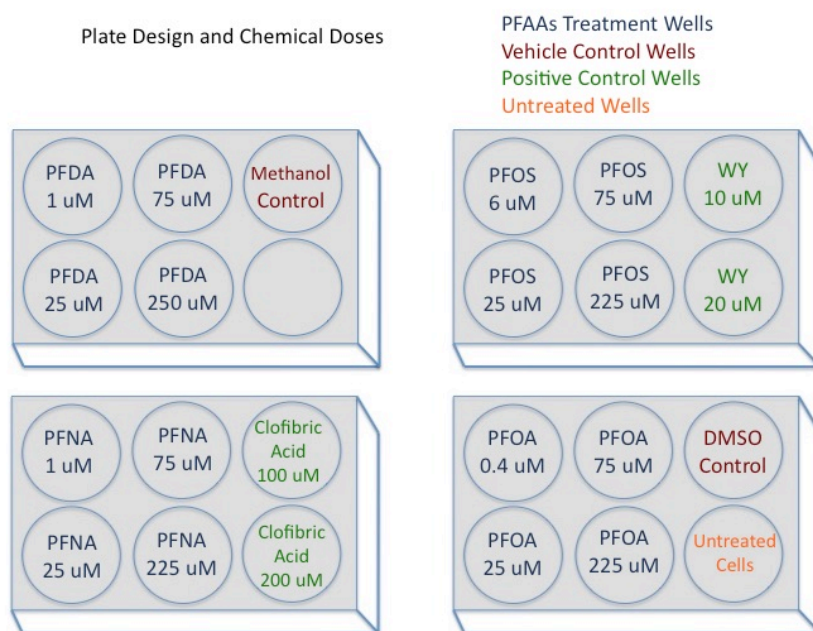 Plate Design and Chemical Doses
PFAAs Treatment Wells
Vehicle Control Wells
Positive Control Wells
Untreated Wells
PFDA
1 uM
PFDA
75 uM
Methanol
Control
PFDA
25 uM
PFDA
250 uM
PFOS
6 uM
PFOS
75 uM
WY
10 uM
PFOS
25 uM
PFOS
225 uM
WY
20 uM
PFNA
1 uM
PFNA
75 uM
Clofibric
Acid
100 uM
PFNA
25 uM
PFNA
225 uM
Clofibric
Acid
200 uM
PFOA
0.4 uM
PFOA
75 uM
DMSO
Control
PFOA
25 uM
PFOA
225 uM
Untreated
Cells